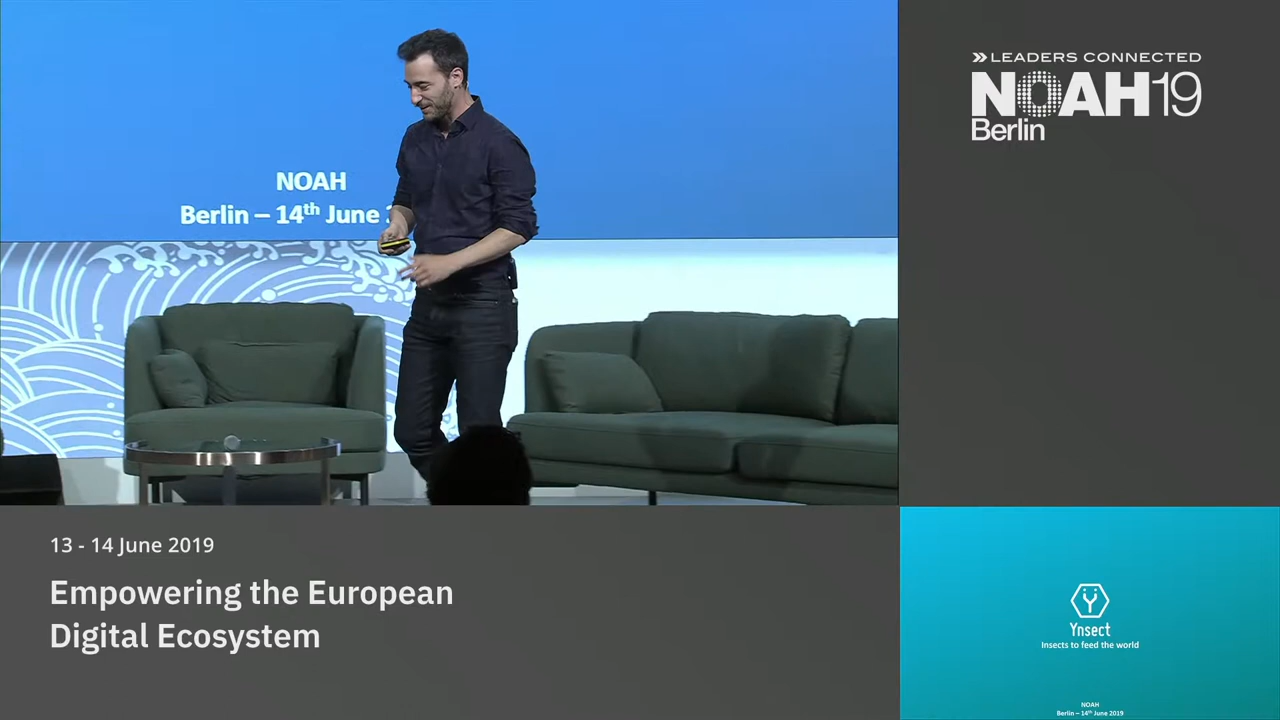 LEADERS CONNECTED
NOAH19
Berlin
NOAH
Berlin – 14th June
13 - 14 June 2019
Empowering the European
Digital Ecosystem
Ynsect
Insects to feed the world
NOAH
Berlin – 14th June 2019